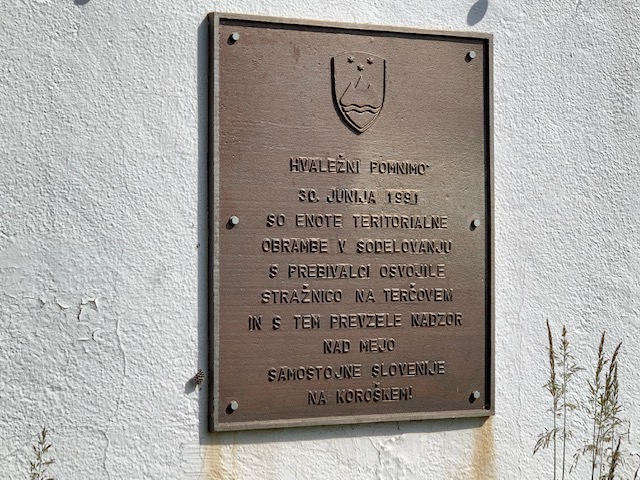 HVALEŽNI POMNIMO
30. JUNIJA 1991
SO ENOTE TERITORIALNE
OBRAMBE V SODELOVANJU
S PREBIVALCI OSVOJILE
STRAŽNICO NA TERČOVEM
IN S TEM PREVZELE NADZOR
NAD MEJO
SAMOSTOJNE SLOVENIJE
NA KOROŠKEM!